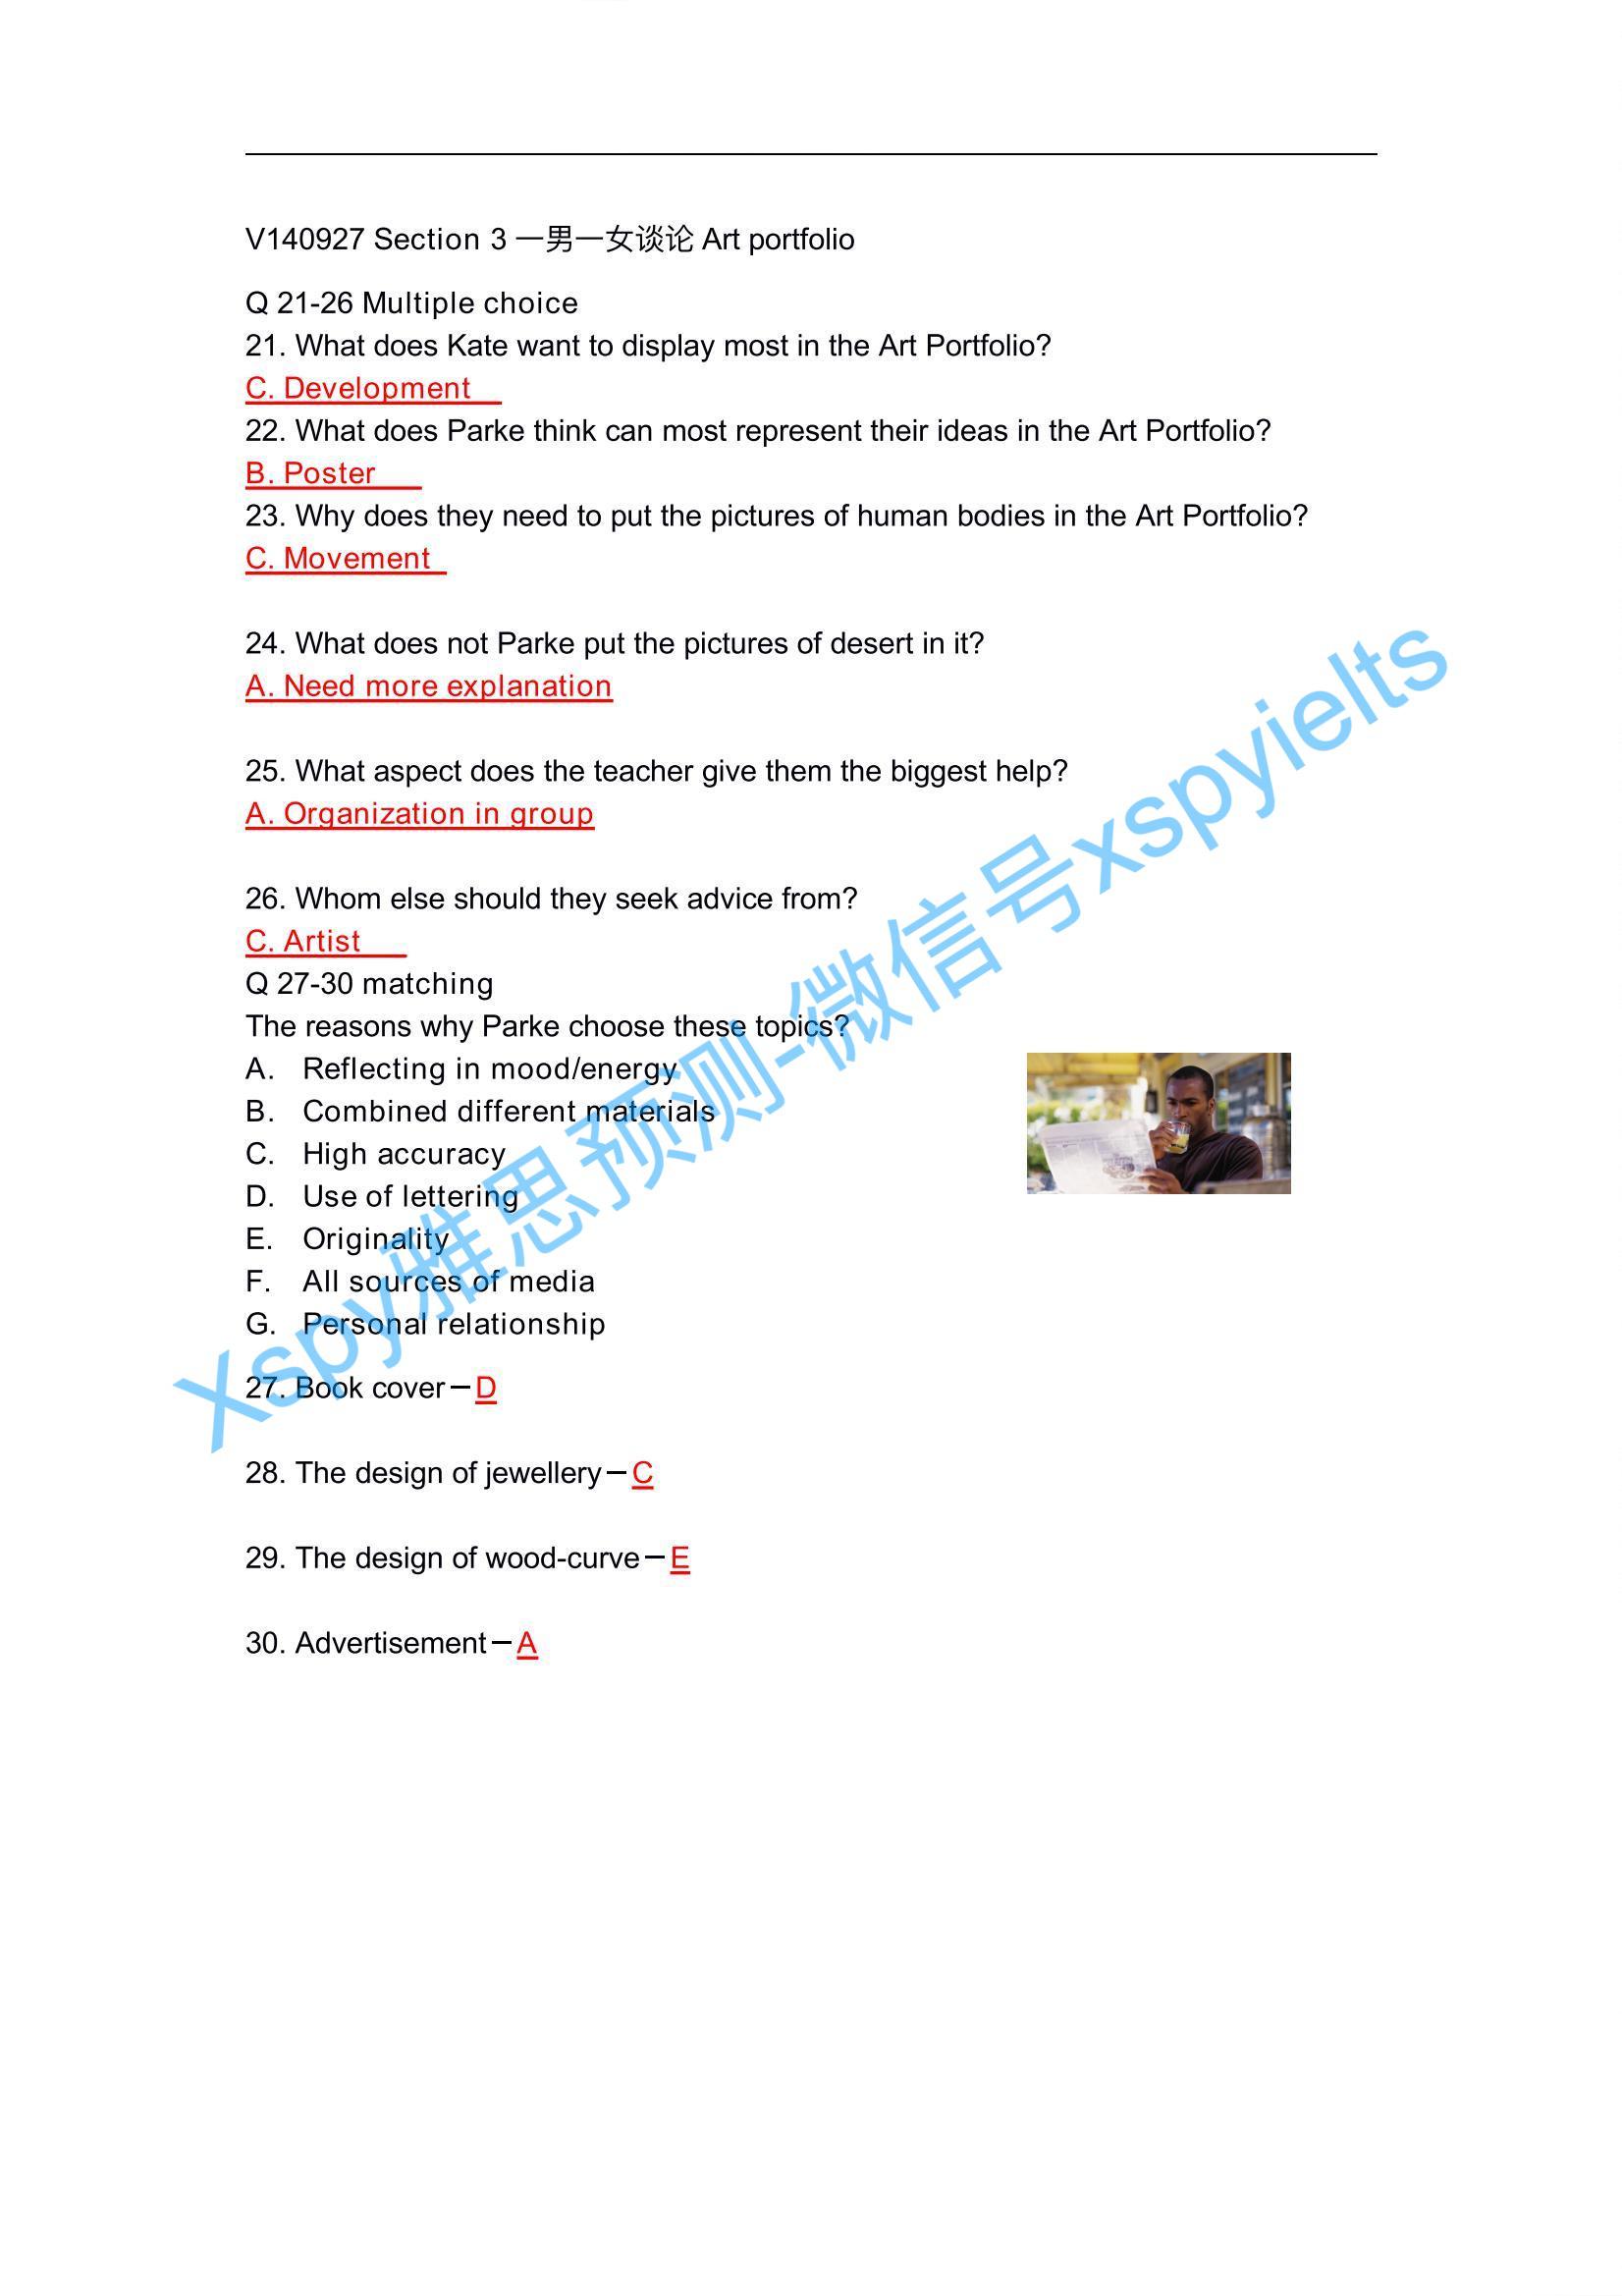 V140927 Section 3 一男一女谈论 Art portfolio
Q 21-26 Multiple choice
21. What does Kate want to display most in the Art Portfolio?
C. Development
22. What does Parke think can most represent their ideas in the Art Portfolio?
B. Poster
23. Why does they need to put the pictures of human bodies in the Art Portfolio?
C. Movement
24. What does not Parke put the pictures of desert in it?
A. Need more explanation
25. What aspect does the teacher give them the biggest help?
A. Organization in group
26. Whom else should they seek advice from?
C. Artist
Q 27-30 matching
The reasons why Parke choose these topics?
A. Reflecting in mood/energy
B. Combined different materials
C. High accuracy
D. Use of lettering
E. Originality
F. All sources of media
G. Personal relationship
27. Book cover—D
28. The design of jewellery—C
29. The design of wood-curve—E
30. Advertisement—A
Xspy雅思预测-微信号xspyielts